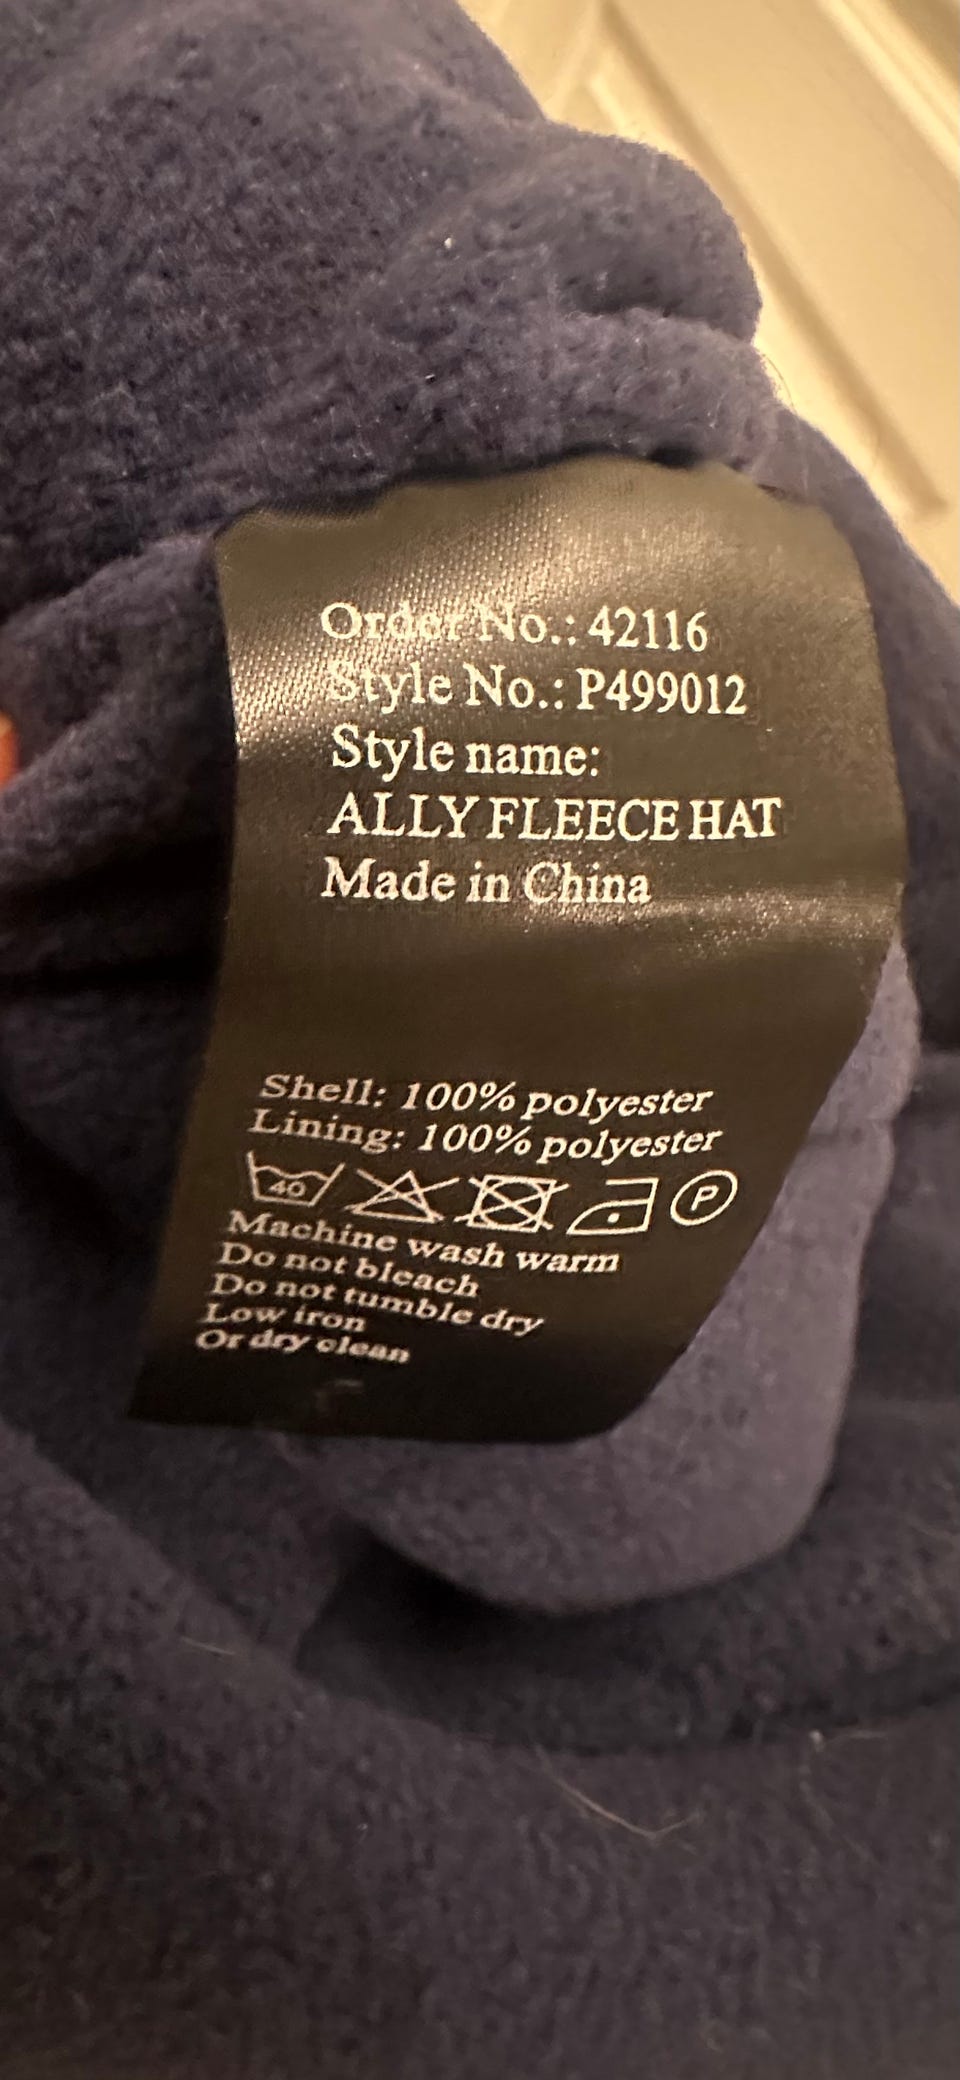 Order No.: 42116
Style No.: P499012
Style name:
ALLY FLEECE HAT
Made in China
Shell: 100% polyester
Lining: 100% polyester
40 P
Machine wash warm
Do not bleach
Do not tumble dry
Low iron
Or dry clean